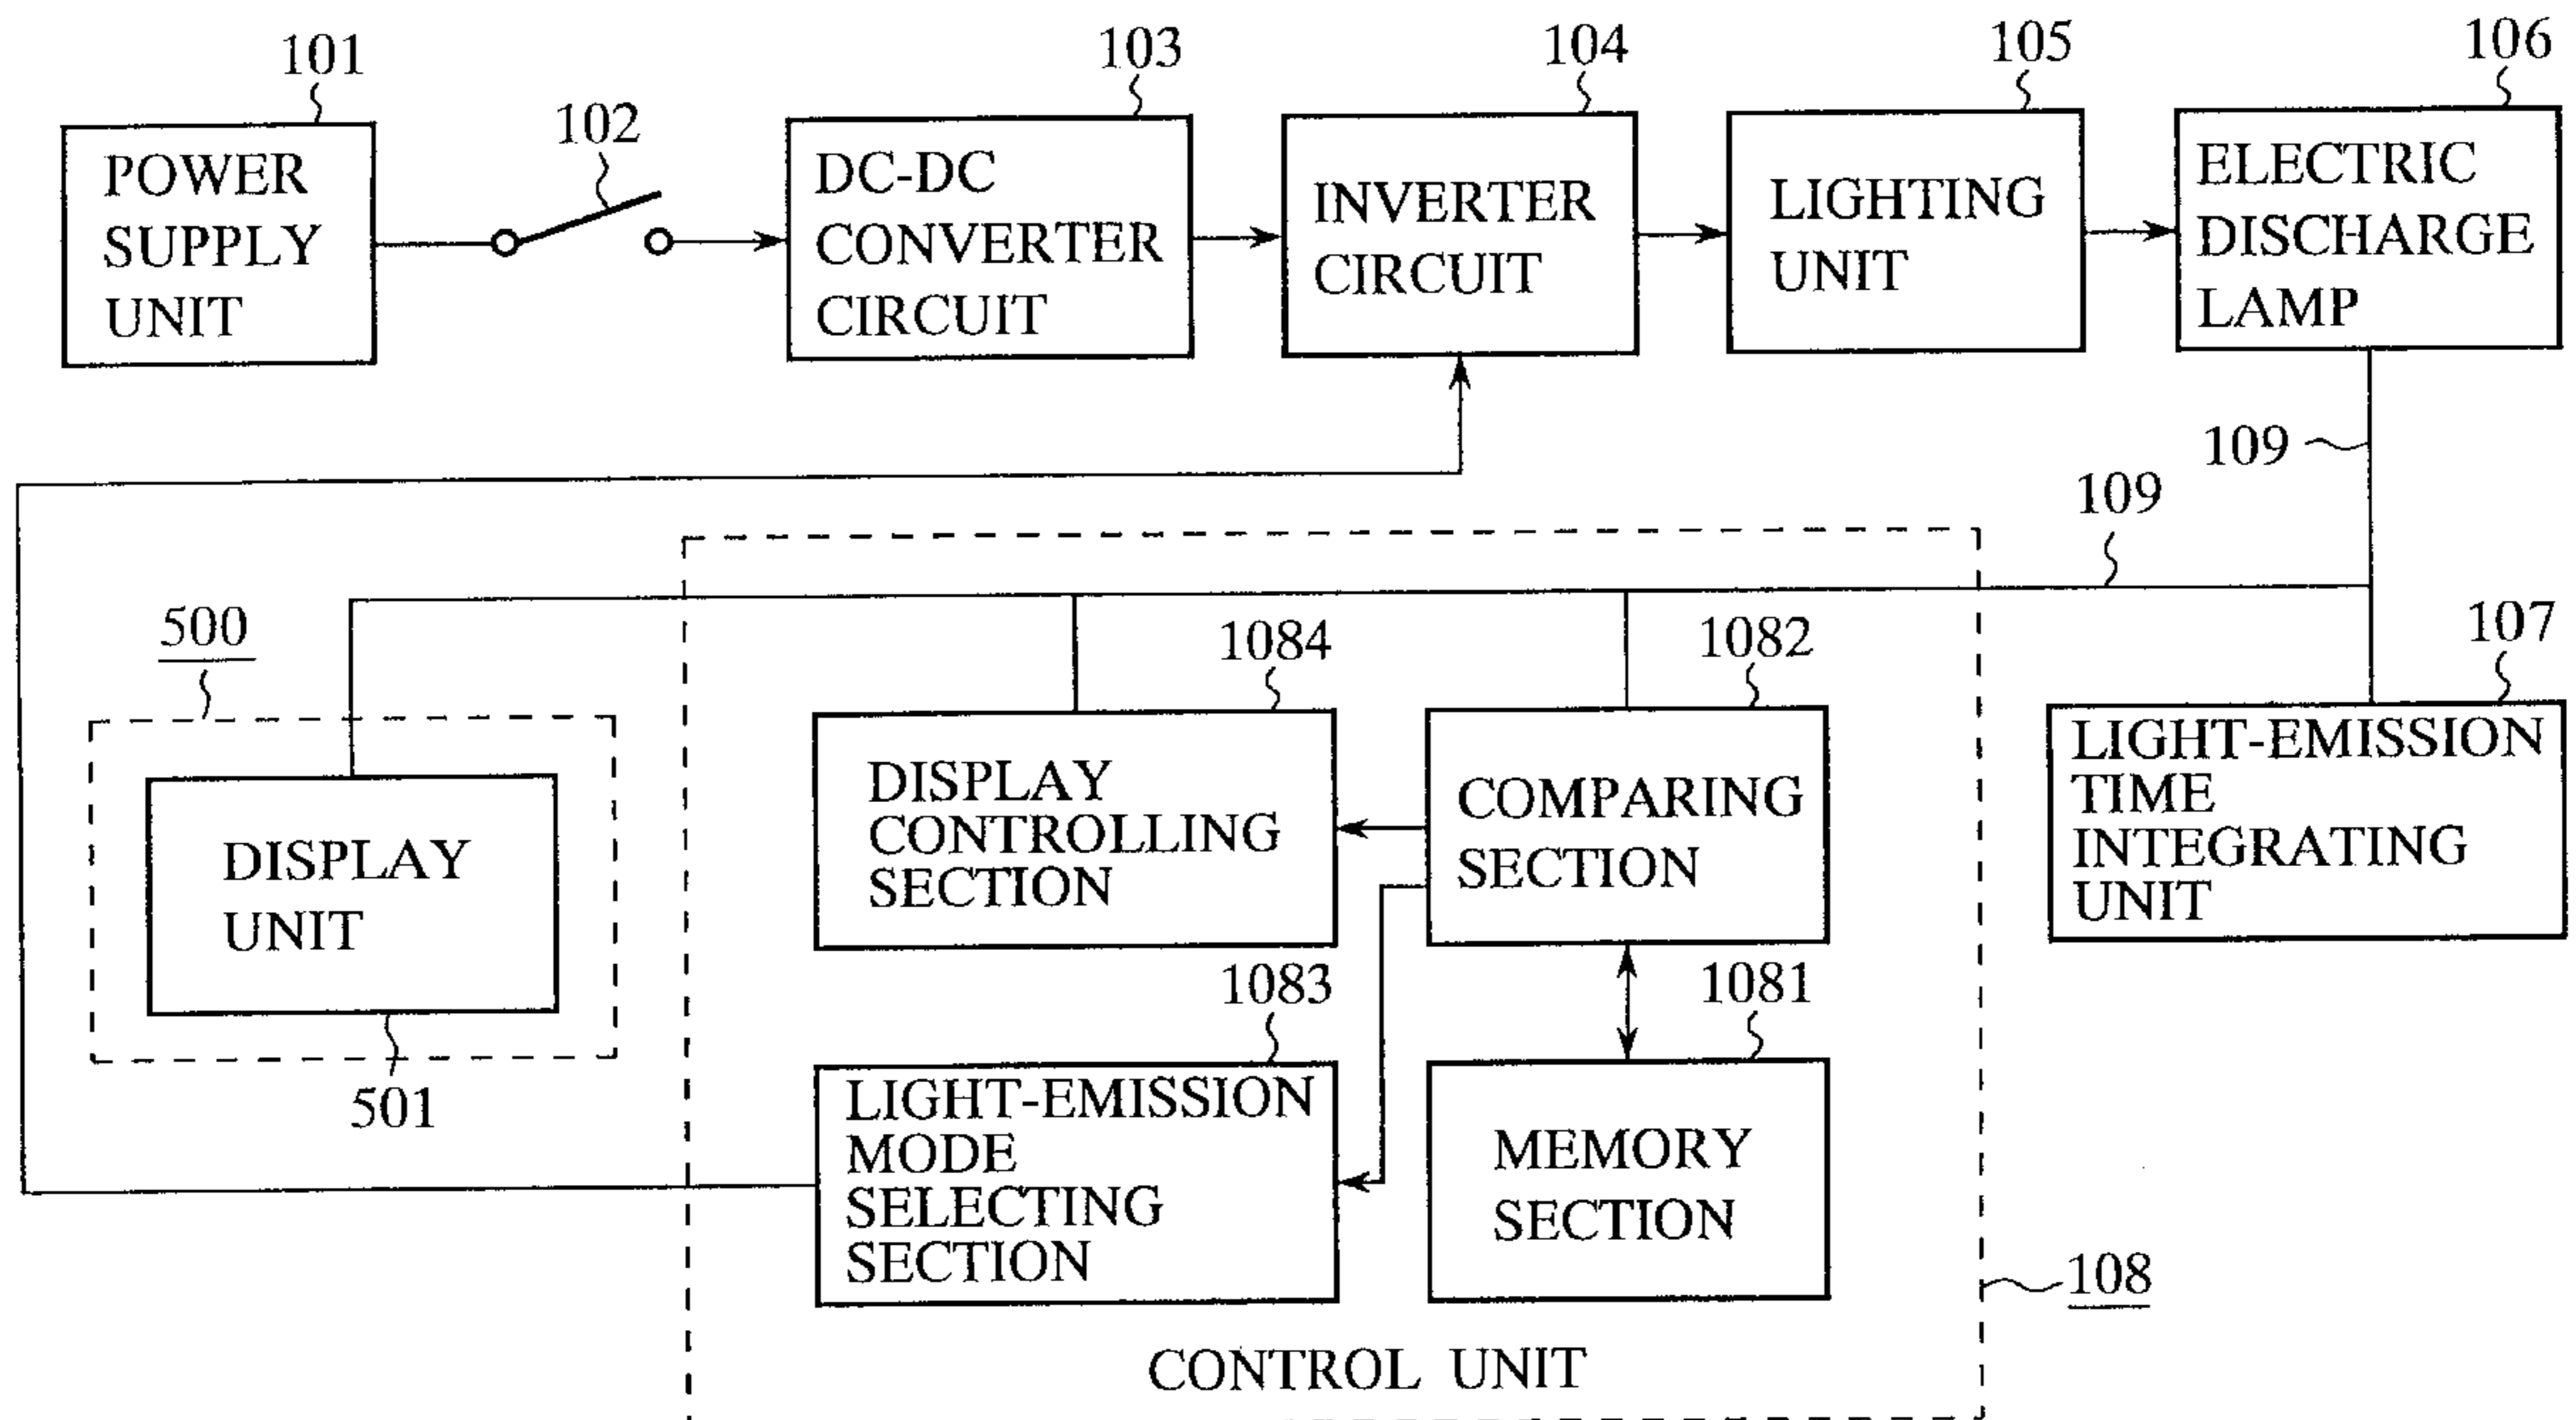 101
POWER
SUPPLY
UNIT
102
103
DC-DC
CONVERTER
CIRCUIT
104
INVERTER
CIRCUIT
105
LIGHTING
UNIT
106
ELECTRIC
DISCHARGE
LAMP
109
109
500
DISPLAY
UNIT
501
1084
DISPLAY
CONTROLLING
SECTION
1082
COMPARING
SECTION
107
LIGHT-EMISSION
TIME
INTEGRATING
UNIT
1083
LIGHT-EMISSION
MODE
SELECTING
SECTION
1081
MEMORY
SECTION
108
CONTROL UNIT